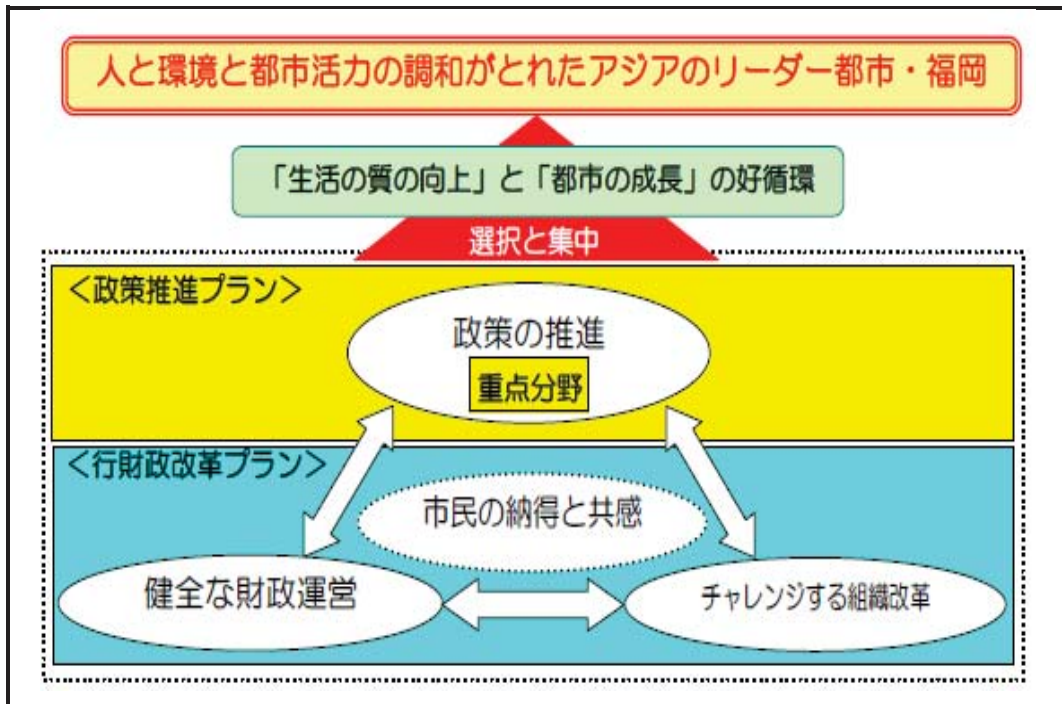 人と環境と都市活力の調和がとれたアジアのリーダー都市・福岡
「生活の質の向上」と「都市の成長」の好循環
選択と集中
＜政策推進プラン＞
政策の推進
重点分野
＜行財政改革プラン＞
市民の納得と共感
健全な財政運営
チャレンジする組織改革